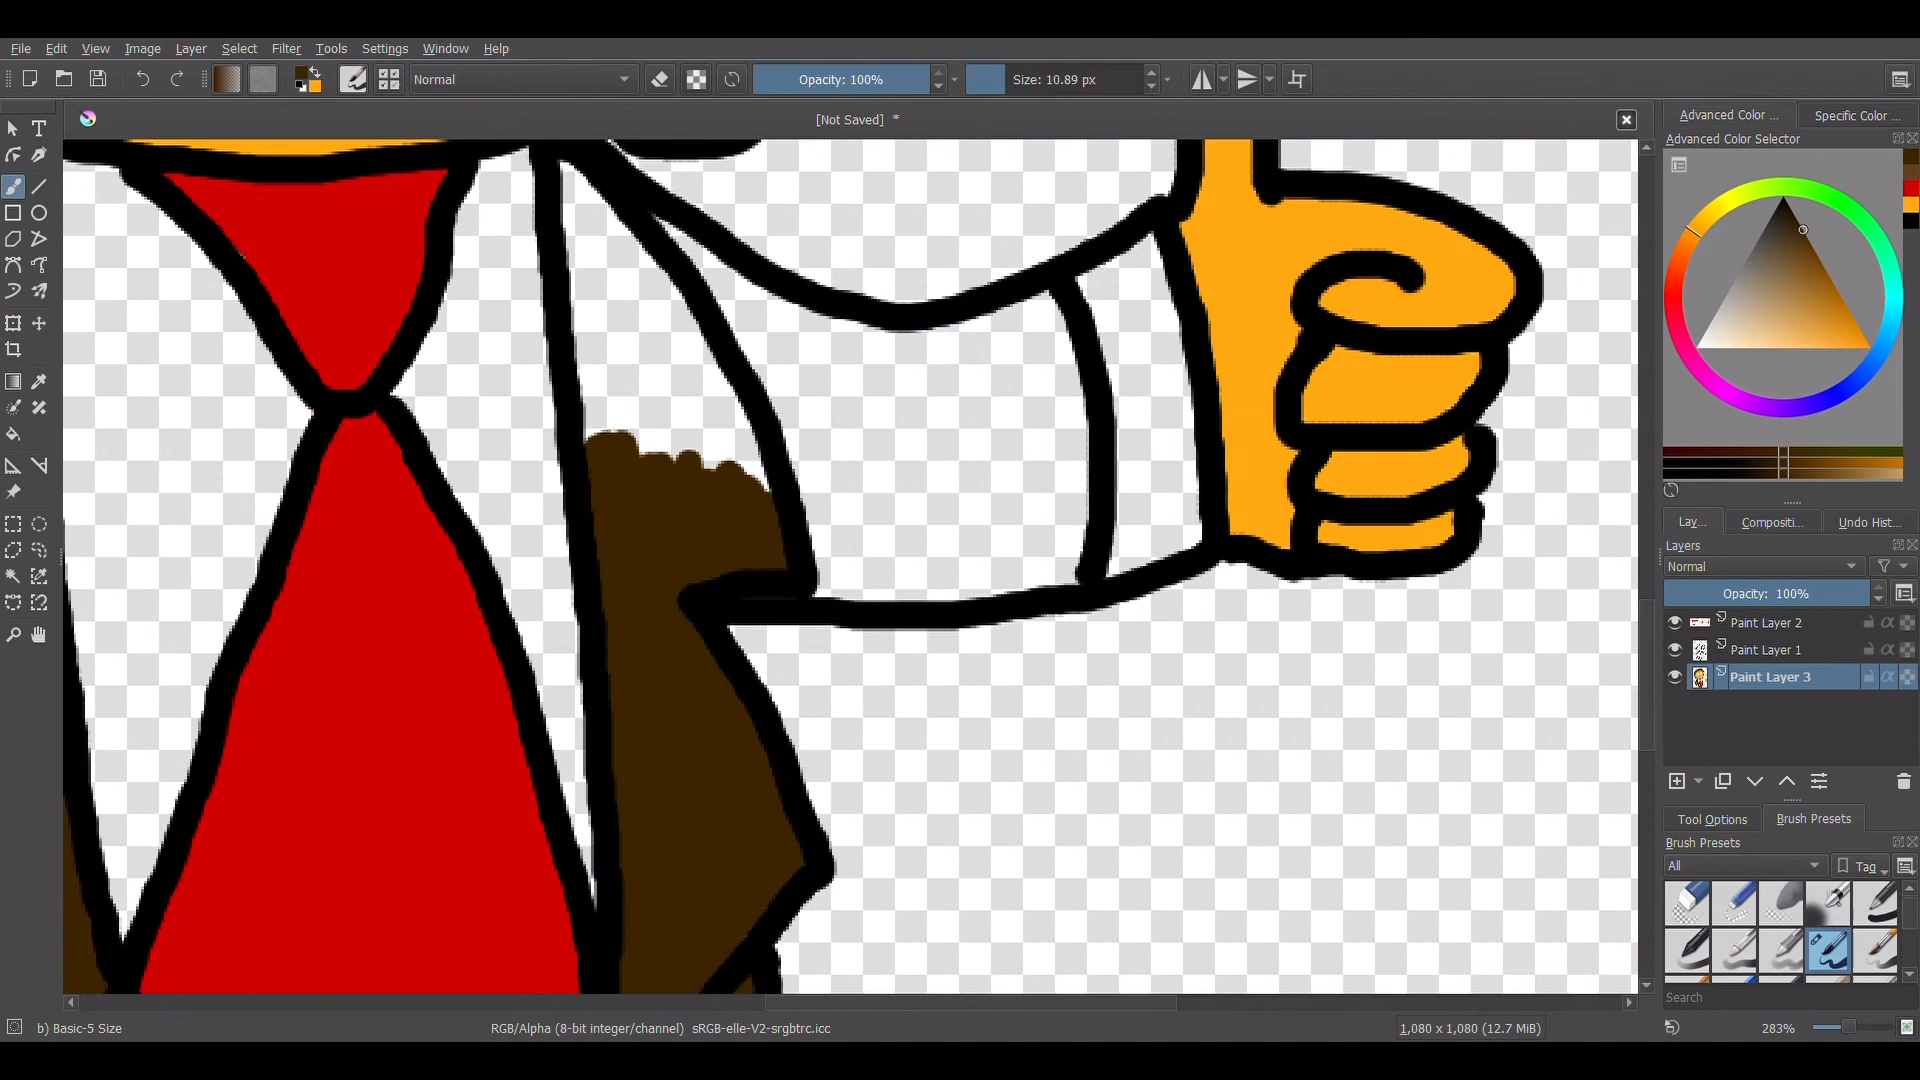 File Edit View Image Layer Select Filter Tools Settings Window Help
Normal Opacity: 100% Size: 10.89 px
[Not Saved] *
Advanced Color ... Specific Color ...
Advanced Color Selector
Lay... Compositi... Undo Hist...
Layers
Normal
Opacity: 100%
Paint Layer 2
Paint Layer 1
Paint Layer 3
Tool Options Brush Presets
Brush Presets
All Tag
Search
b) Basic-5 Size RGB/Alpha (8-bit integer/channel) sRGB-elle-V2-srgbtrc.icc 1,080 x 1,080 (12.7 MiB) 283%